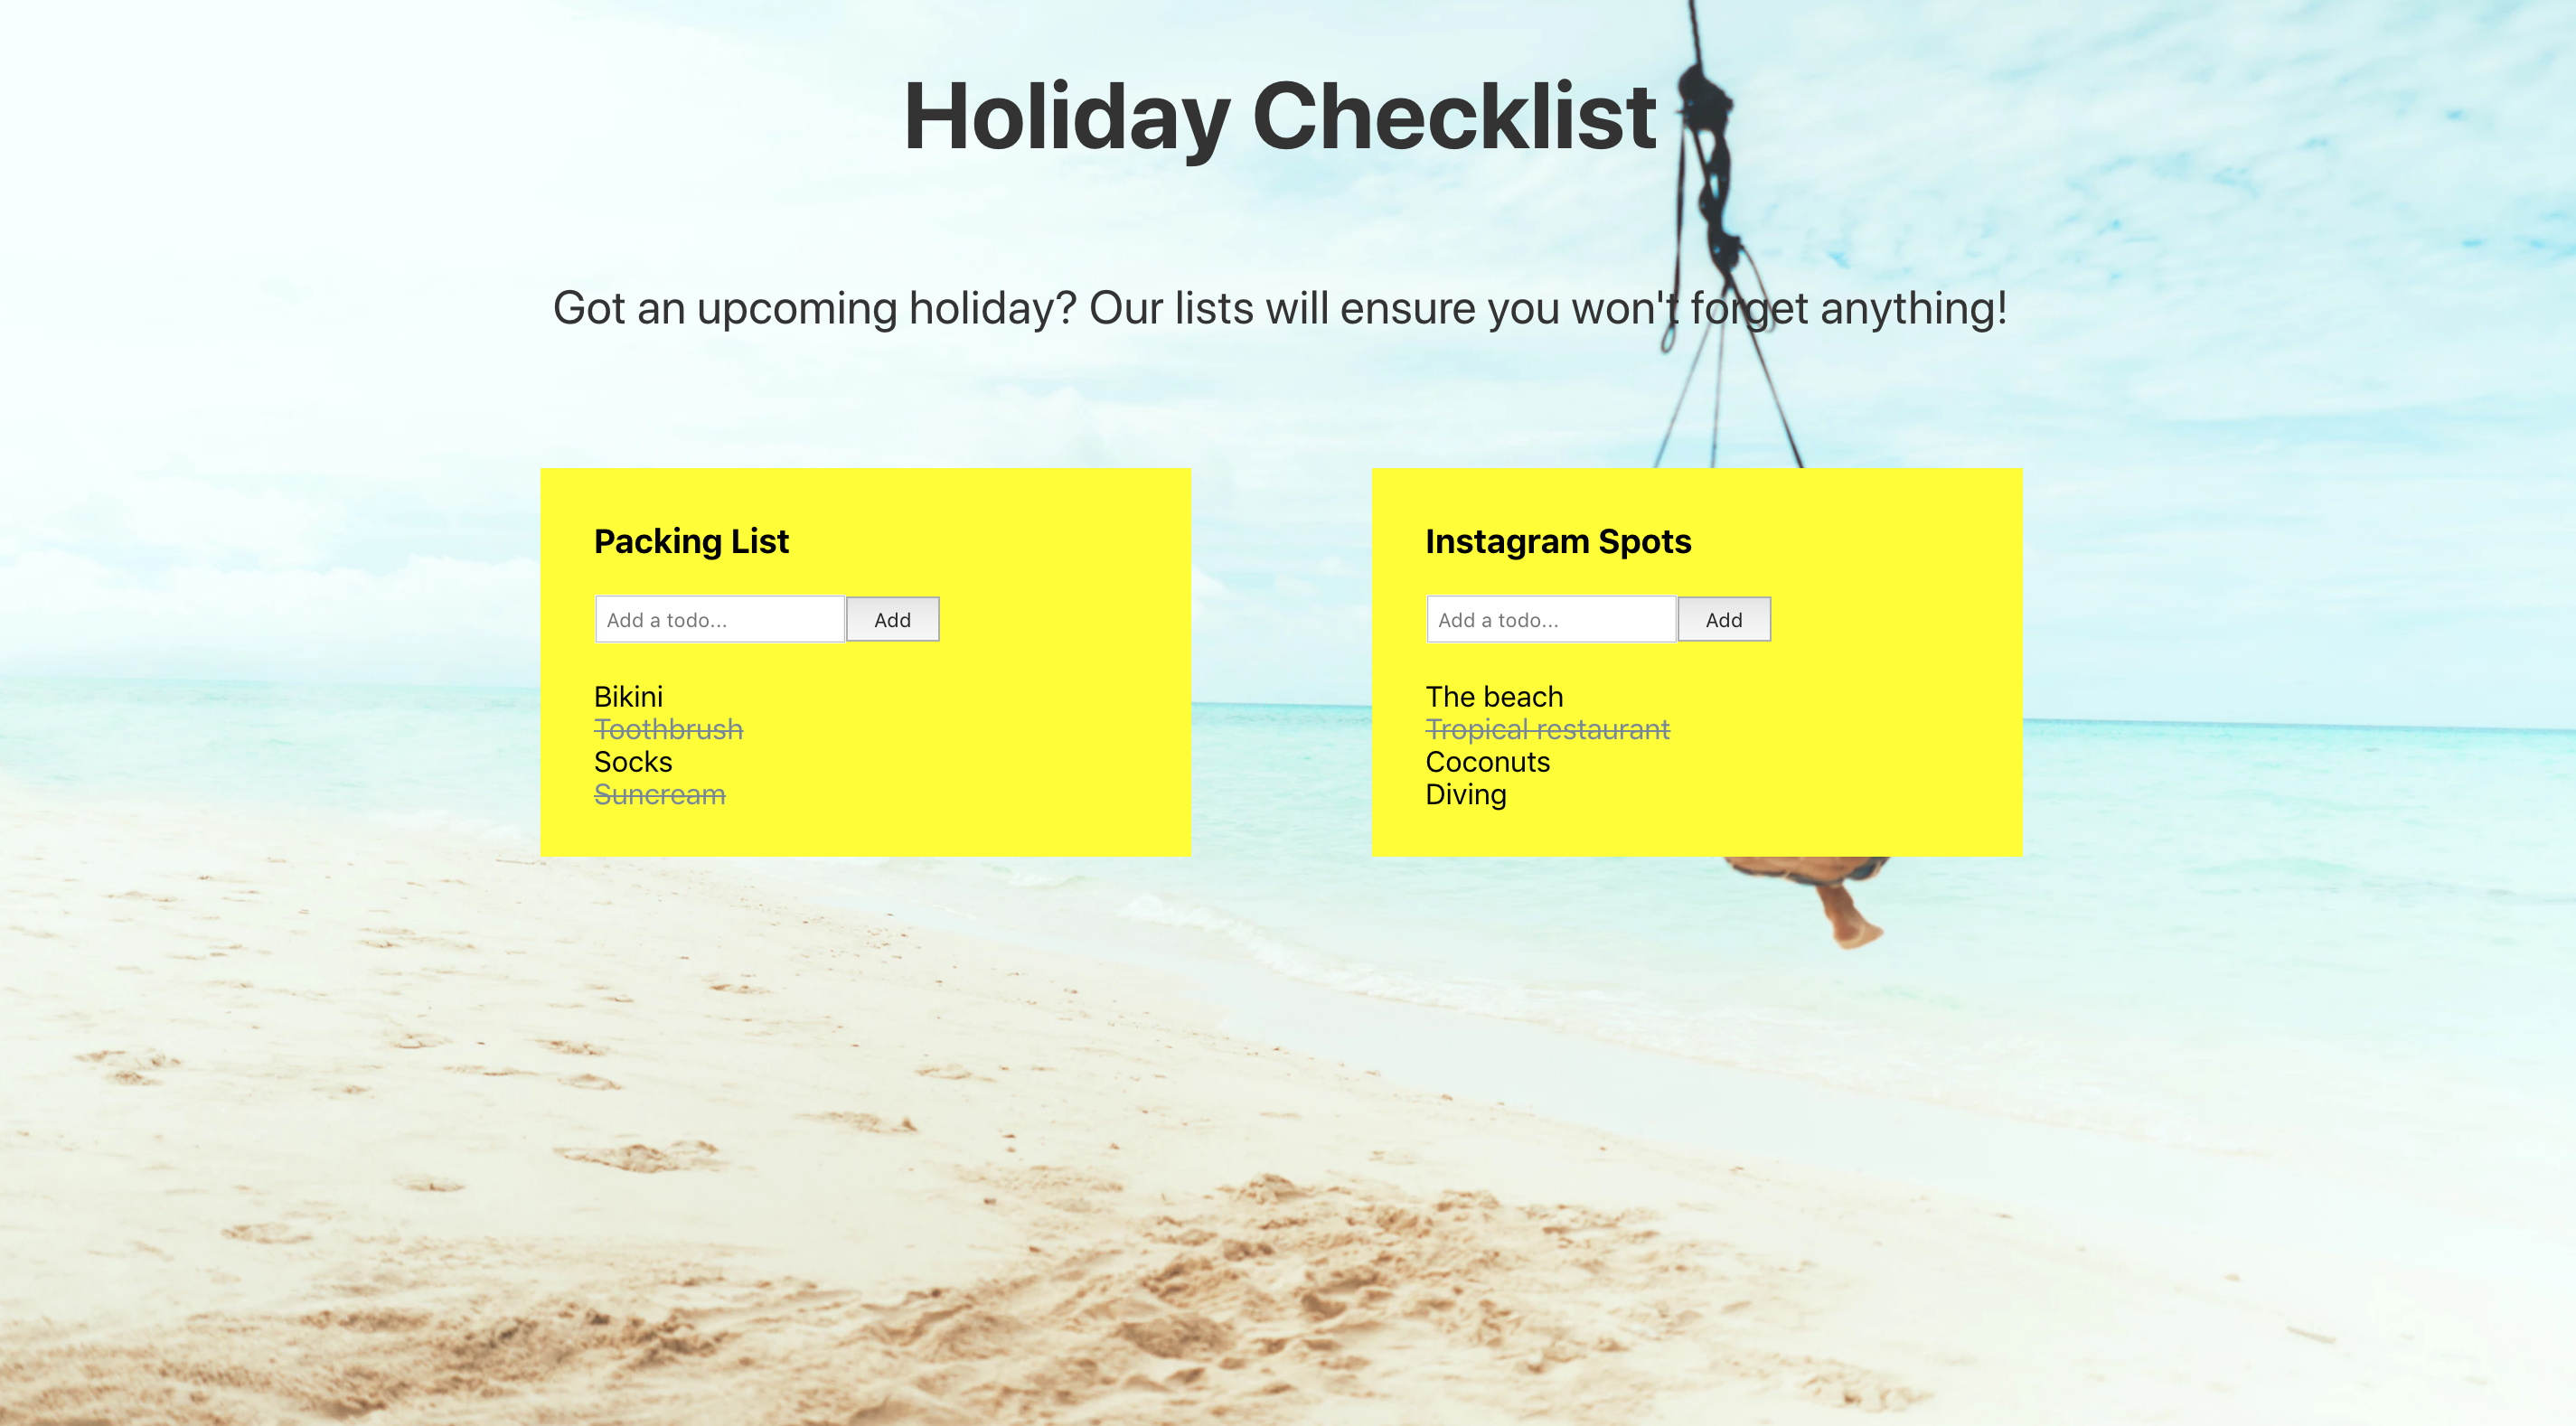 Holiday Checklist
Got an upcoming holiday? Our lists will ensure you won't forget anything!
Packing List
Add a todo...
Add
Bikini
Toothbrush
Socks
Suncream
Instagram Spots
Add a todo...
Add
The beach
Tropical restaurant
Coconuts
Diving